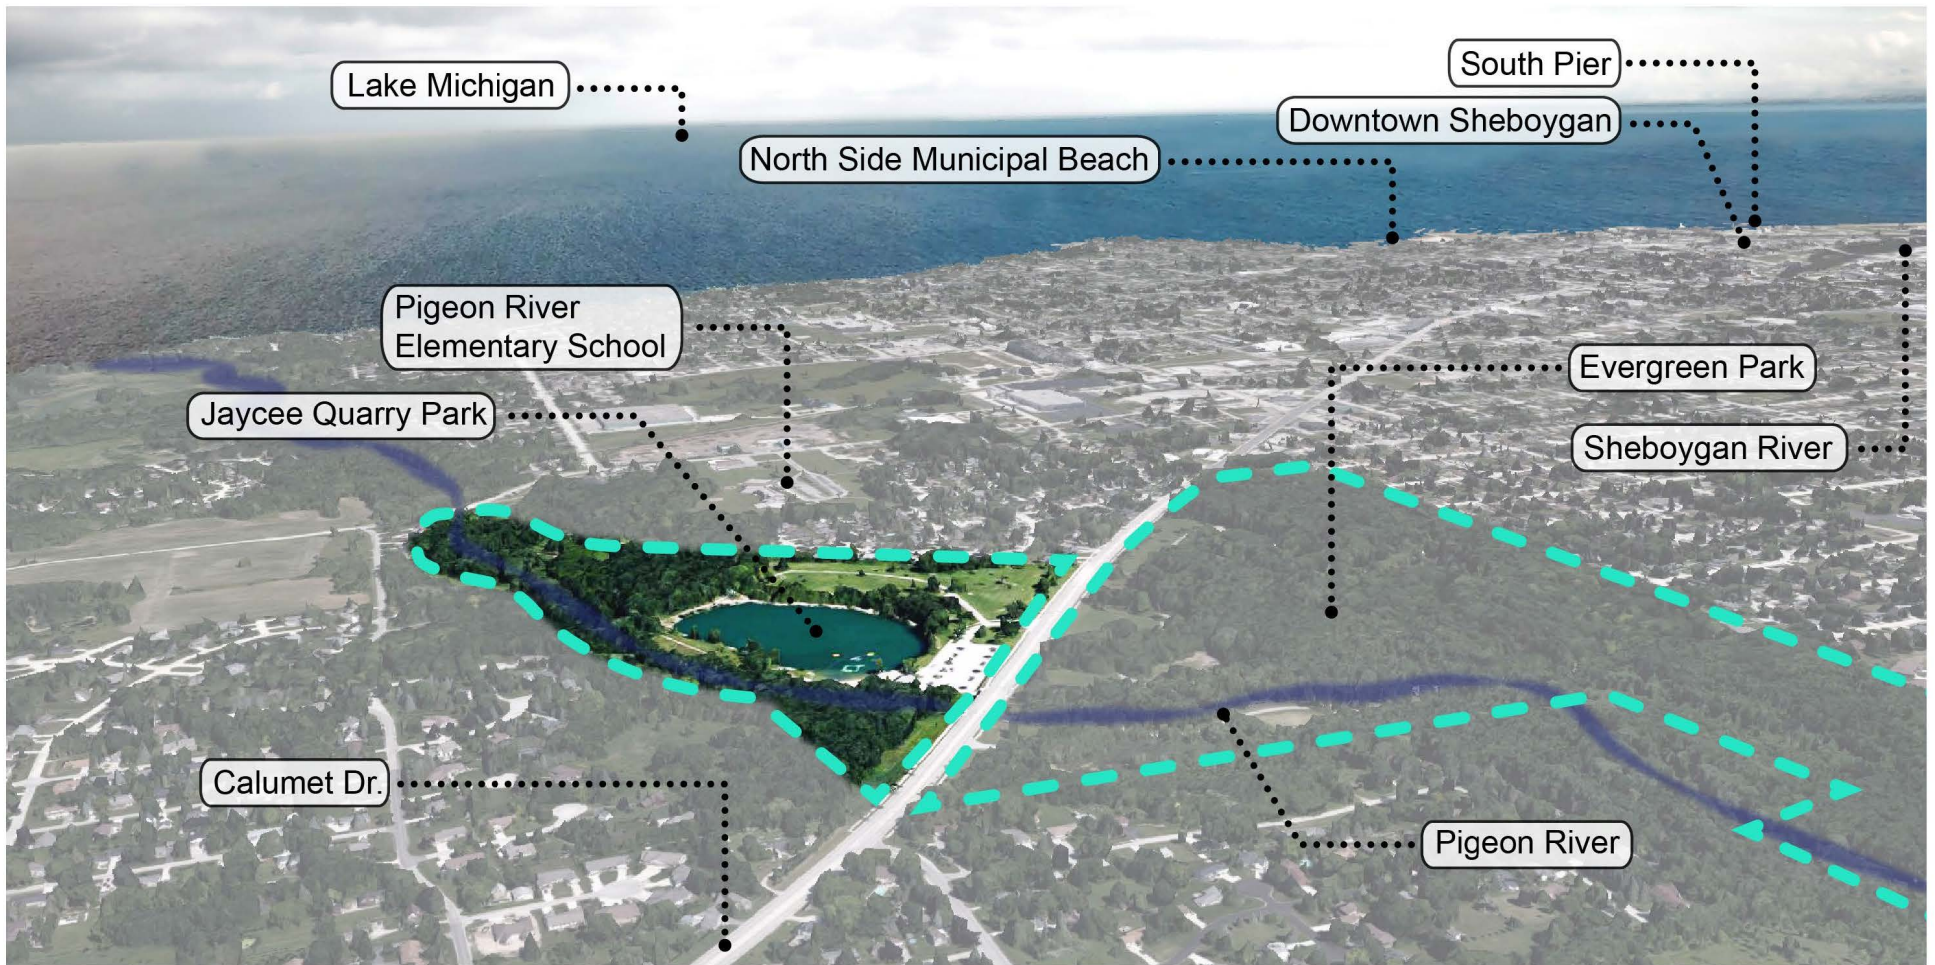 South Pier
Lake Michigan
Downtown Sheboygan
North Side Municipal Beach
Pigeon River
Elementary School
Evergreen Park
Jaycee Quarry Park
Sheboygan River
Calumet Dr.
Pigeon River